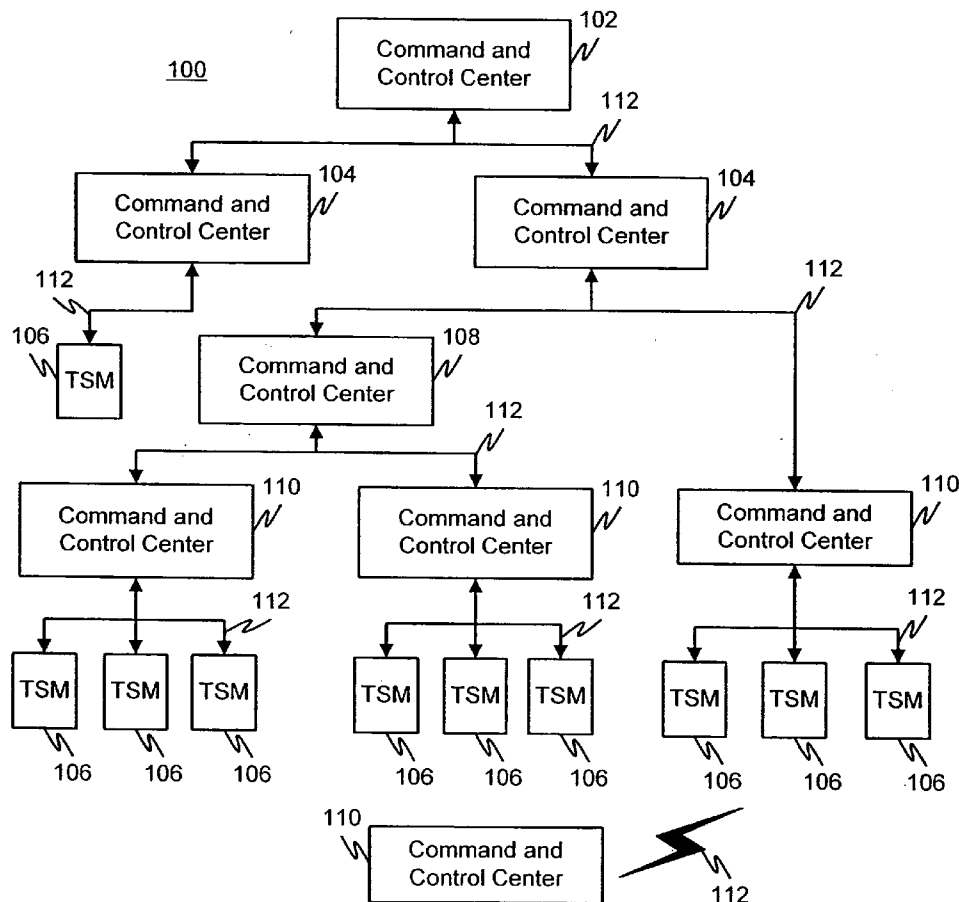 102
Command and
Control Center
100
112
104
Command and
Control Center
104
Command and
Control Center
112
112
106
TSM
108
Command and
Control Center
112
110
Command and
Control Center
110
Command and
Control Center
110
Command and
Control Center
112
112
112
TSM
TSM
TSM
TSM
TSM
TSM
TSM
TSM
TSM
106
106
106
106
106
106
106
106
106
110
Command and
Control Center
112